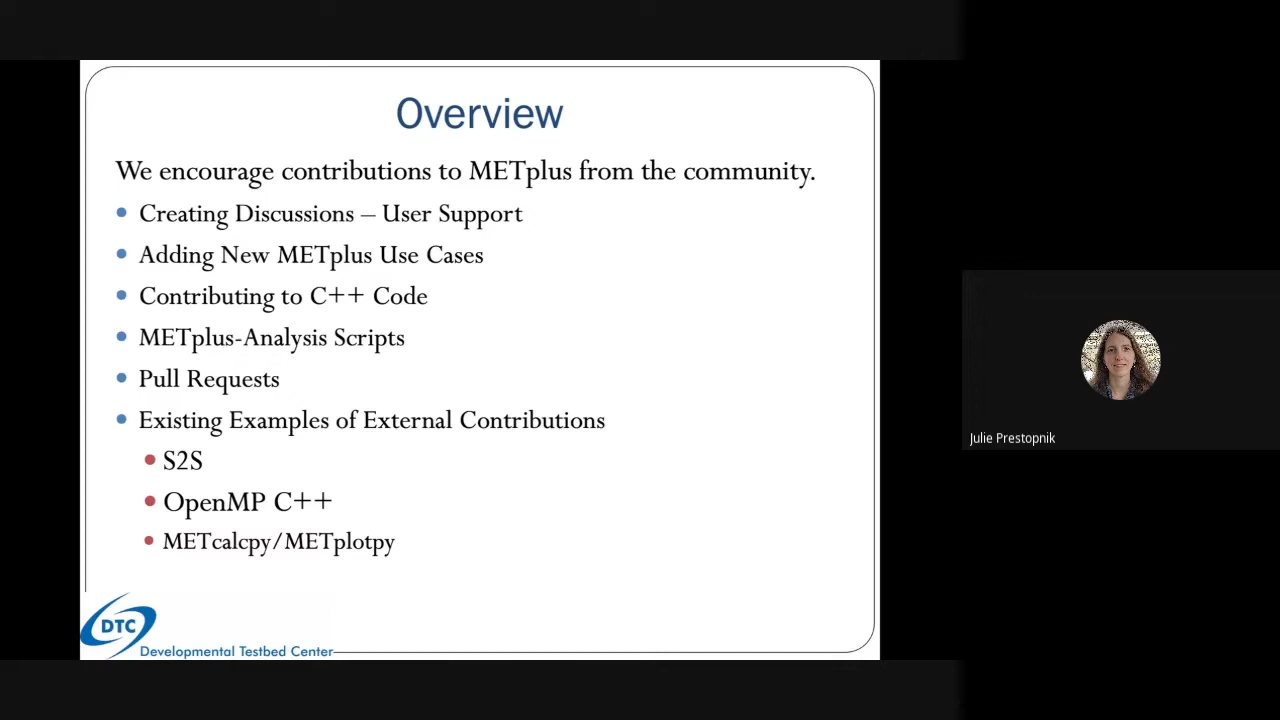 Overview
We encourage contributions to METplus from the community.
Creating Discussions – User Support
Adding New METplus Use Cases
Contributing to C++ Code
METplus-Analysis Scripts
Pull Requests
Existing Examples of External Contributions
S2S
OpenMP C++
METcalcpy/METplotpy
DTC
Developmental Testbed Center
Julie Prestopnik